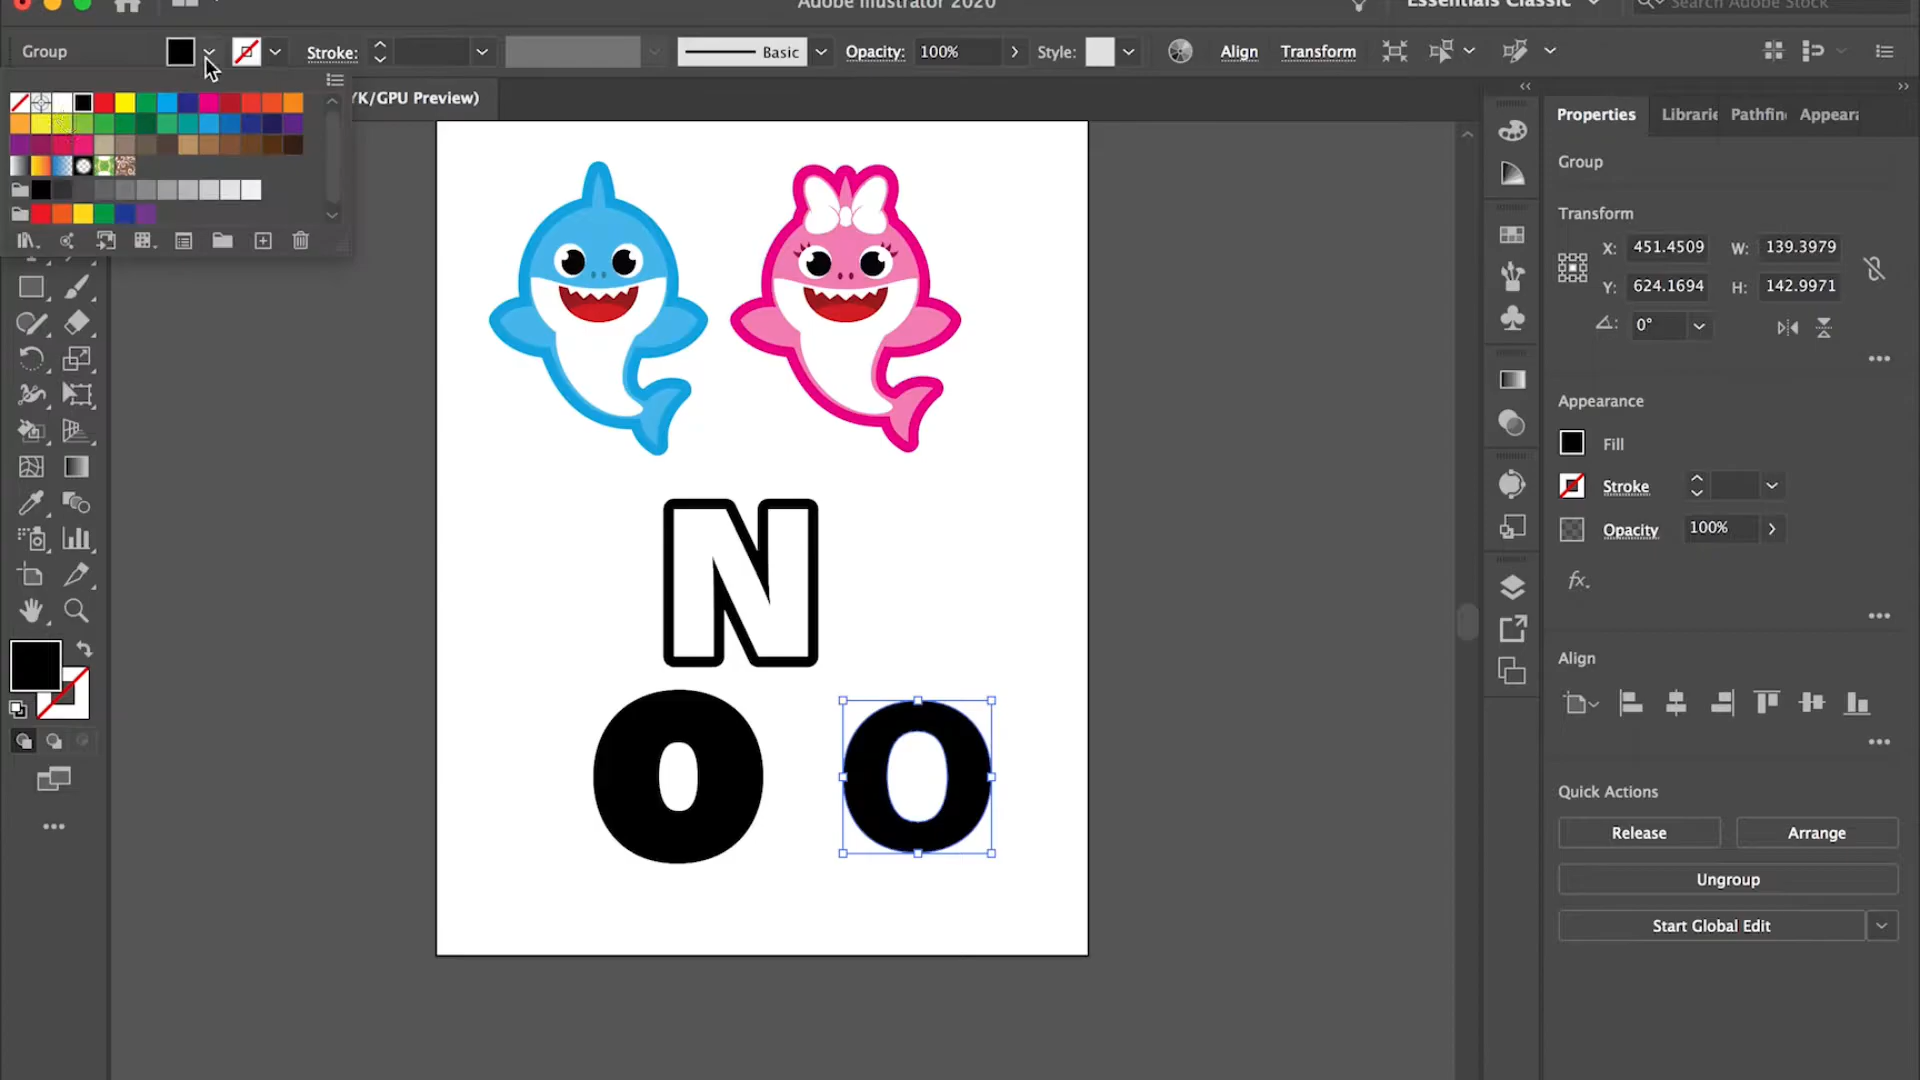 Adobe Illustrator 2020
Essentials Classic
Search Adobe Stock
Group
Stroke:
Basic
Opacity: 100%
Style:
Align
Transform
YK/GPU Preview)
Properties
Librarie
Pathfin
Appeara
Group
Transform
X: 451.4509 W: 139.3979
Y: 624.1694 H: 142.9971
0°
Appearance
Fill
Stroke
Opacity 100%
fx
Align
Quick Actions
Release
Arrange
Ungroup
Start Global Edit
N
O O